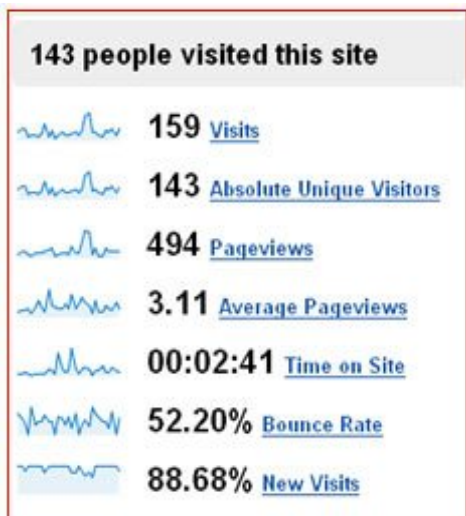 143 people visited this site
159 Visits
143 Absolute Unique Visitors
494 Pageviews
3.11 Average Pageviews
00:02:41 Time on Site
52.20% Bounce Rate
88.68% New Visits